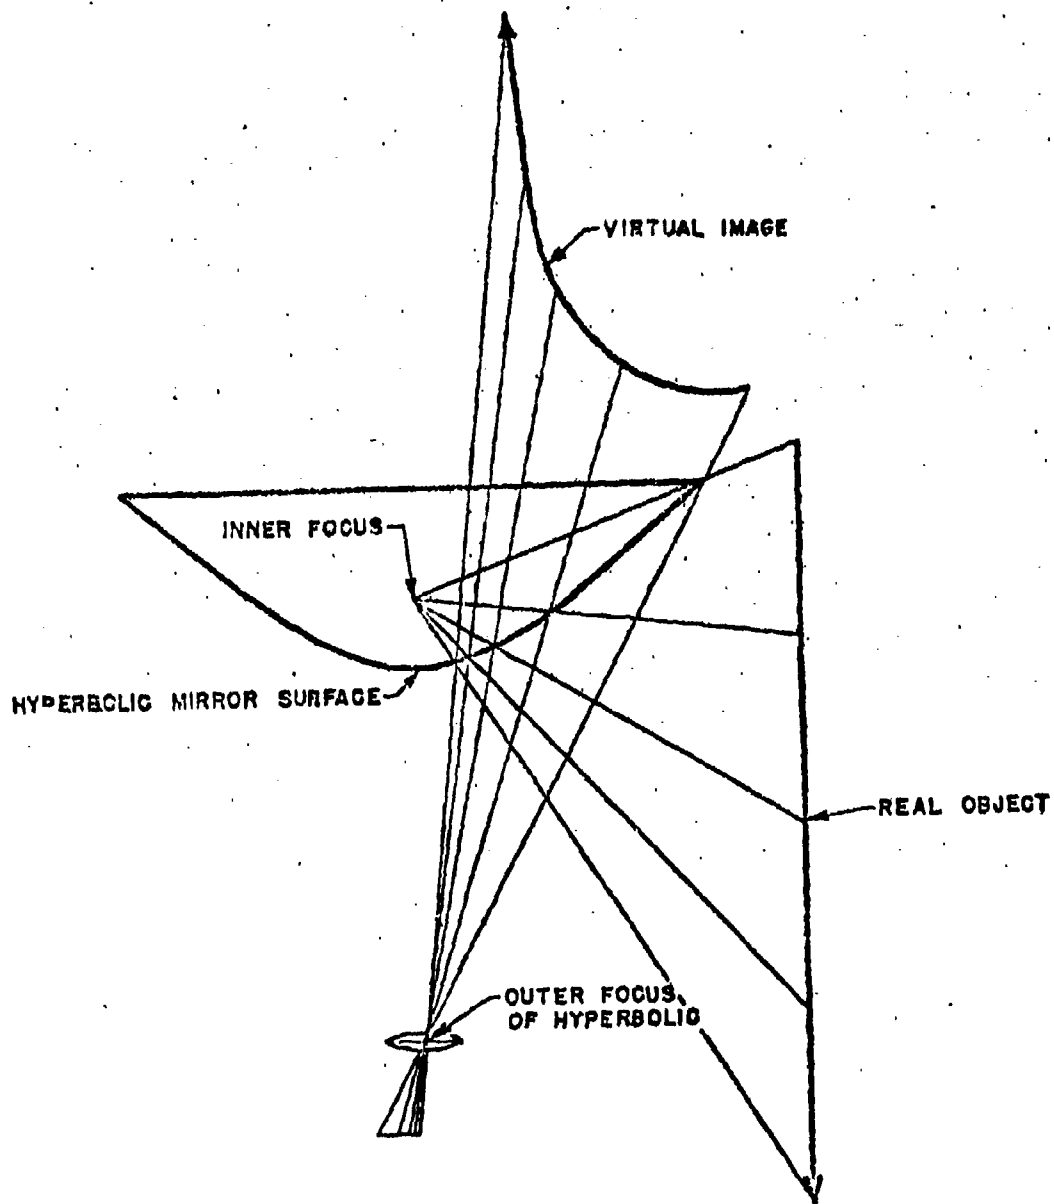 VIRTUAL IMAGE
INNER FOCUS
HYPERBOLIC MIRROR SURFACE
REAL OBJECT
OUTER FOCUS
OF HYPERBOLIC